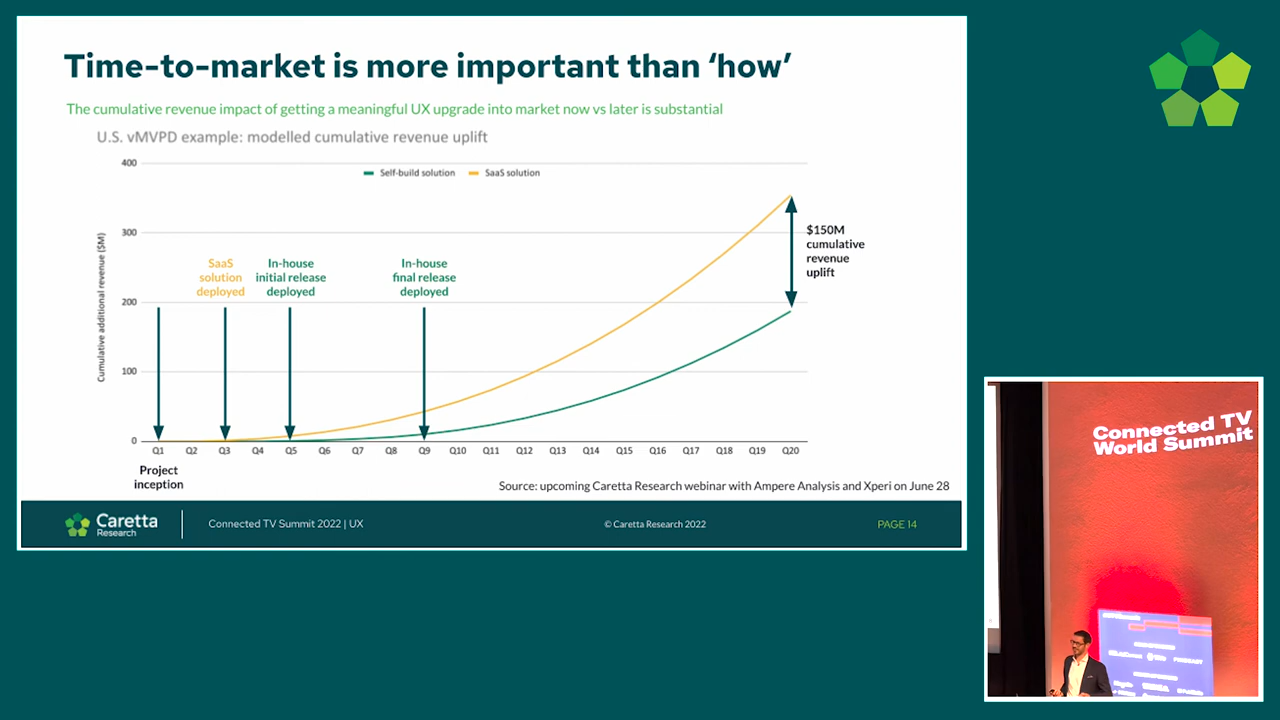 Time-to-market is more important than ‘how’
The cumulative revenue impact of getting a meaningful UX upgrade into market now vs later is substantial
U.S. vMVPD example: modelled cumulative revenue uplift
Self-build solution
SaaS solution
Cumulative additional revenue ($M)
400
300
200
100
0
SaaS
solution
deployed
In-house
initial release
deployed
In-house
final release
deployed
$150M
cumulative
revenue
uplift
Q1 Q2 Q3 Q4 Q5 Q6 Q7 Q8 Q9 Q10 Q11 Q12 Q13 Q14 Q15 Q16 Q17 Q18 Q19 Q20
Project
inception
Source: upcoming Caretta Research webinar with Ampere Analysis and Xperi on June 28
Caretta
Research
Connected TV Summit 2022 | UX
© Caretta Research 2022
PAGE 14
Connected TV
World Summit